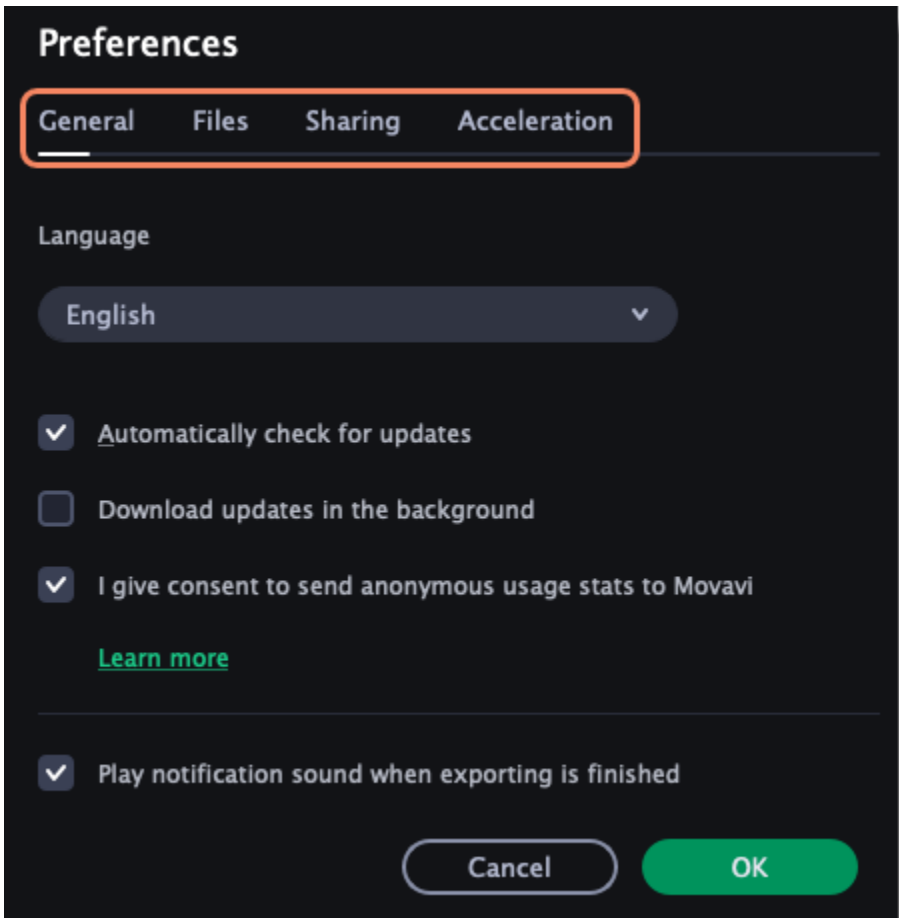 Preferences
General Files Sharing Acceleration
Language
English
Automatically check for updates
Download updates in the background
I give consent to send anonymous usage stats to Movavi
Learn more
Play notification sound when exporting is finished
Cancel OK